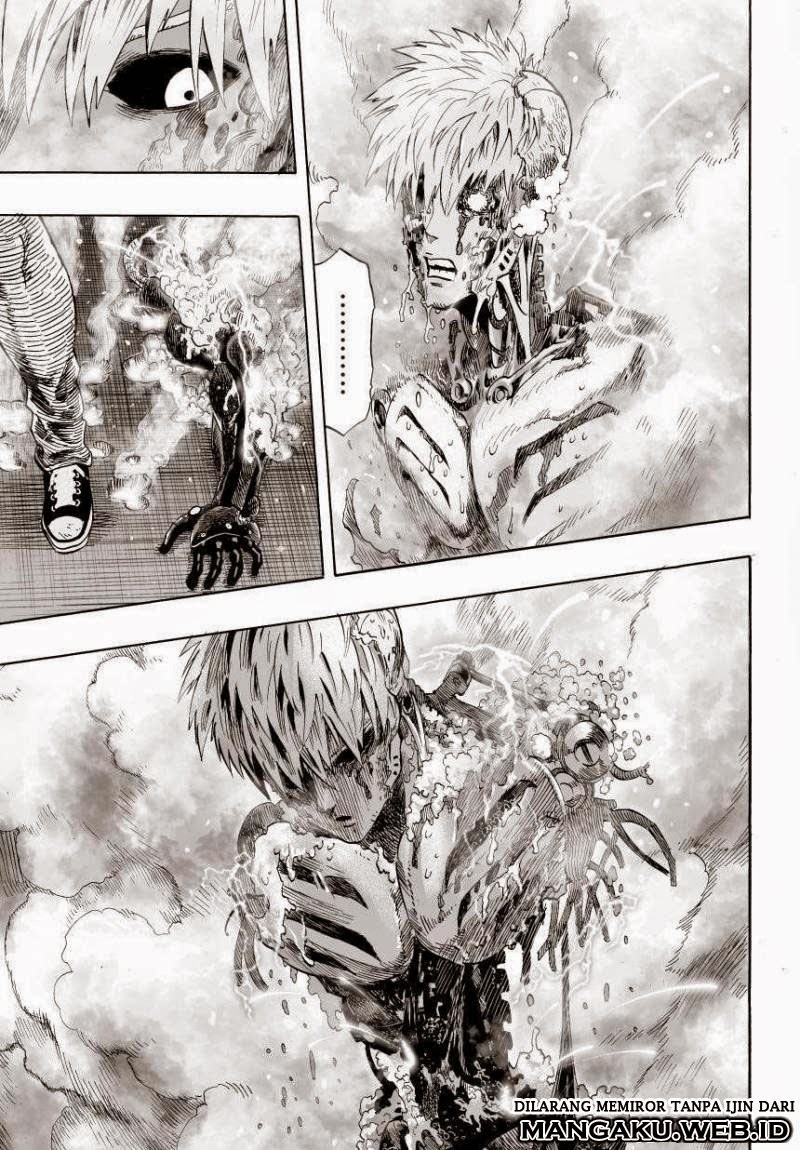 .........
DILARANG MEMIROR TANPA IJIN DARI
MANGAKU.WEB.ID